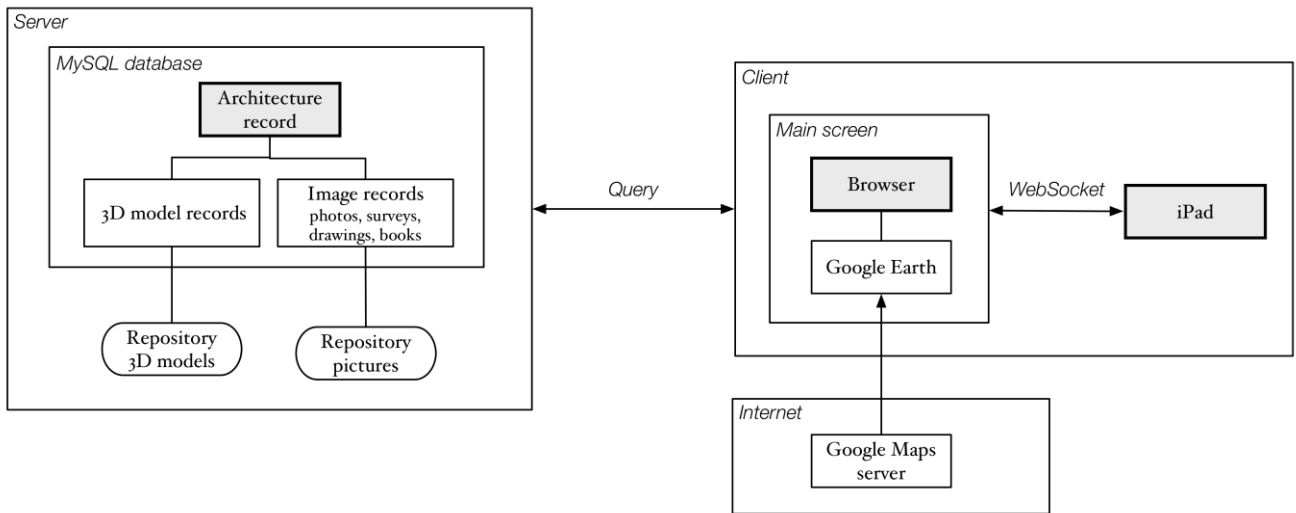 Server
MySQL database
Architecture
record
3D model records
Image records
photos, surveys,
drawings, books
Repository
3D models
Repository
pictures
Query
Client
Main screen
Browser
Google Earth
WebSocket
iPad
Internet
Google Maps
server